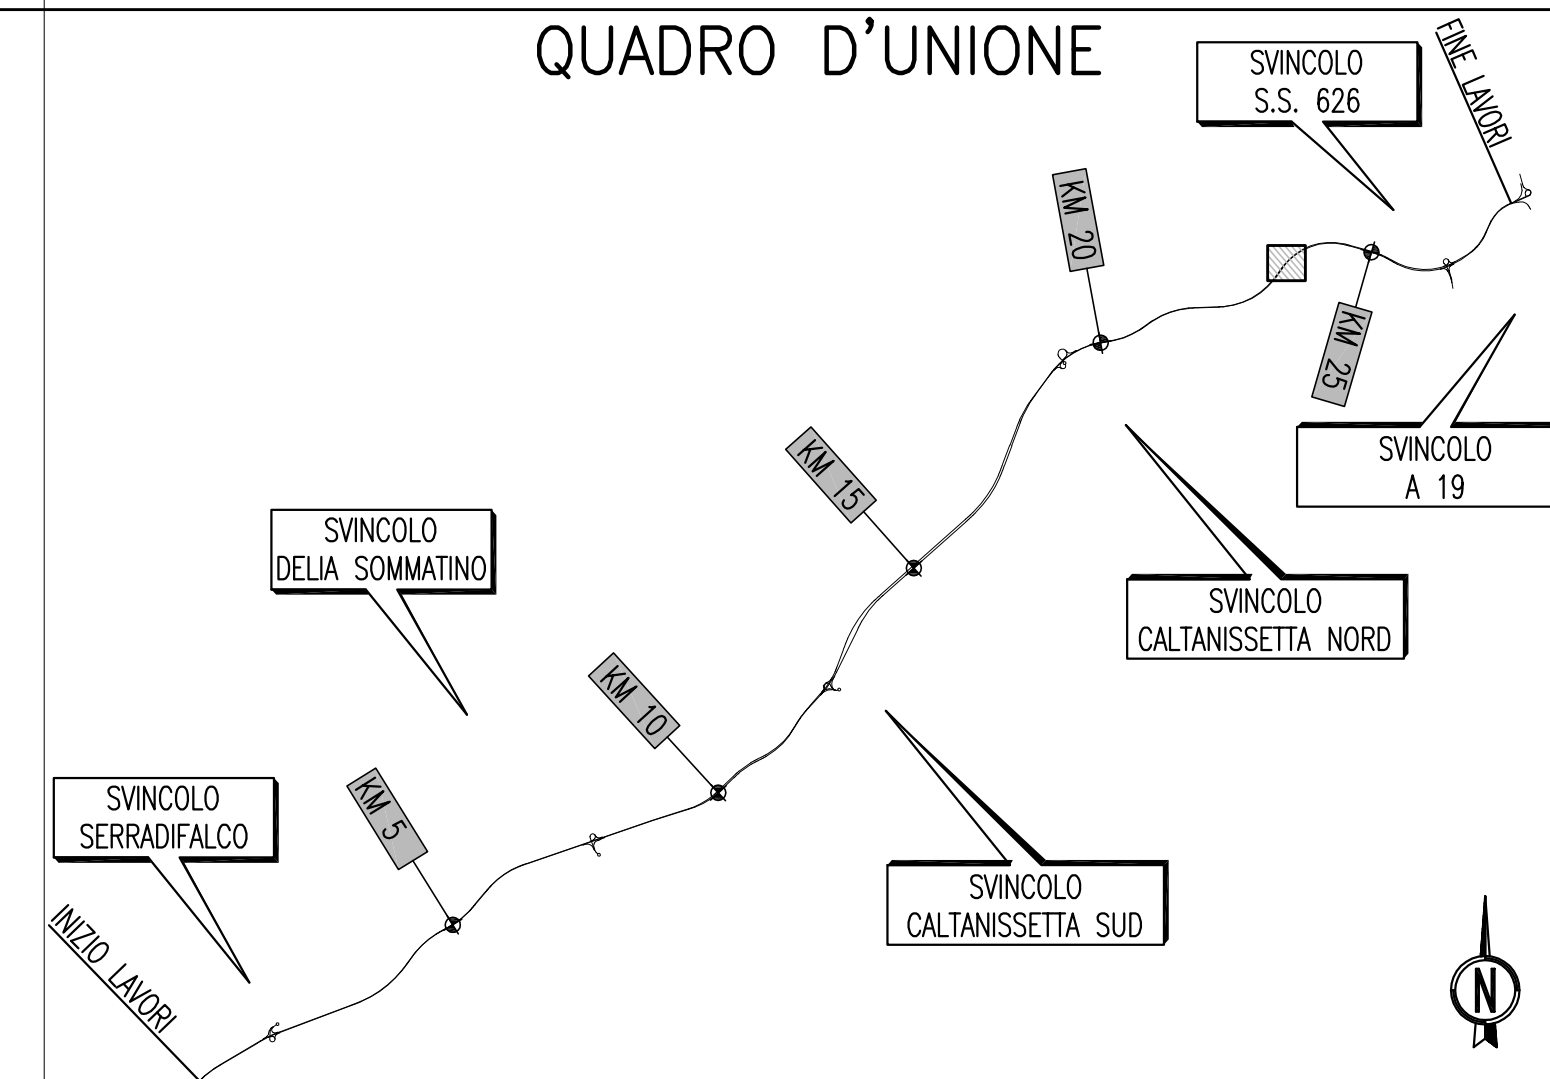 QUADRO D'UNIONE
SVINCOLO
S.S. 626
FINE LAVORI
KM 20
KM 25
SVINCOLO
A 19
KM 15
SVINCOLO
DELIA SOMMATINO
SVINCOLO
CALTANISSETTA NORD
KM 10
KM 5
SVINCOLO
SERRADIFALCO
SVINCOLO
CALTANISSETTA SUD
INIZIO LAVORI
N